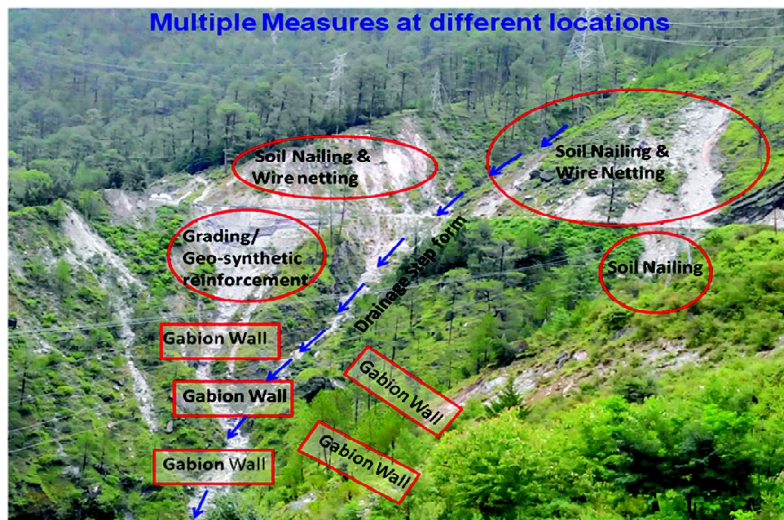 Multiple Measures at different locations
Soil Nailing &
Wire netting
Soil Nailing &
Wire Netting
Grading/
Geo-synthetic
reinforcement
Soil Nailing
Drainage Step form
Gabion Wall
Gabion Wall
Gabion Wall
Gabion Wall
Gabion Wall